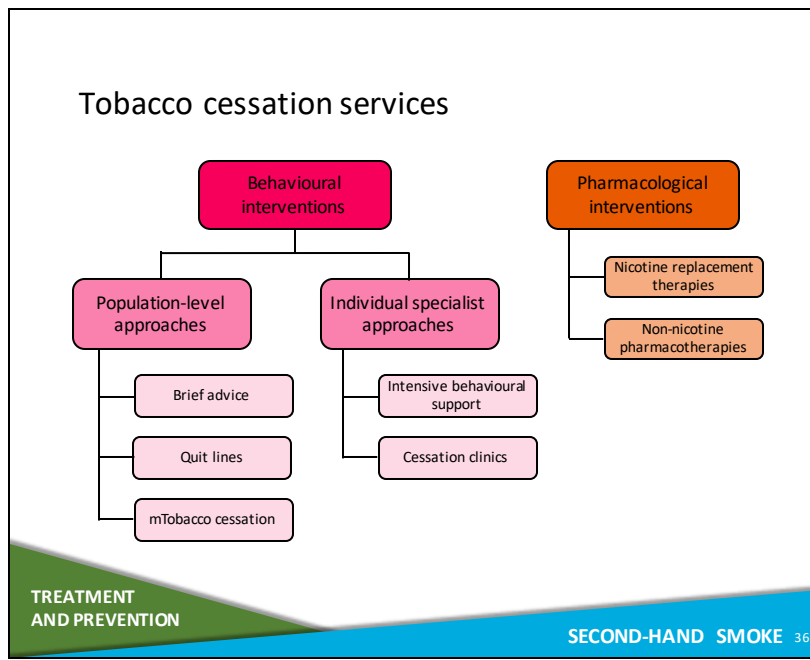 Tobacco cessation services
Behavioural
interventions
Pharmacological
interventions
Population-level
approaches
Individual specialist
approaches
Nicotine replacement
therapies
Non-nicotine
pharmacotherapies
Brief advice
Intensive behavioural
support
Quit lines
Cessation clinics
mTobacco cessation
TREATMENT
AND PREVENTION
SECOND-HAND SMOKE 36